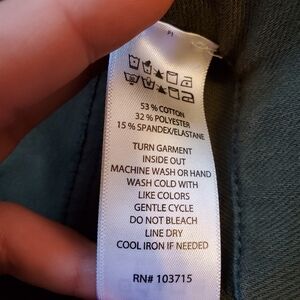 53 % COTTON
32 % POLYESTER
15 % SPANDEX/ELASTANE
TURN GARMENT
INSIDE OUT
MACHINE WASH OR HAND
WASH COLD WITH
LIKE COLORS
GENTLE CYCLE
DO NOT BLEACH
LINE DRY
COOL IRON IF NEEDED
RN# 103715